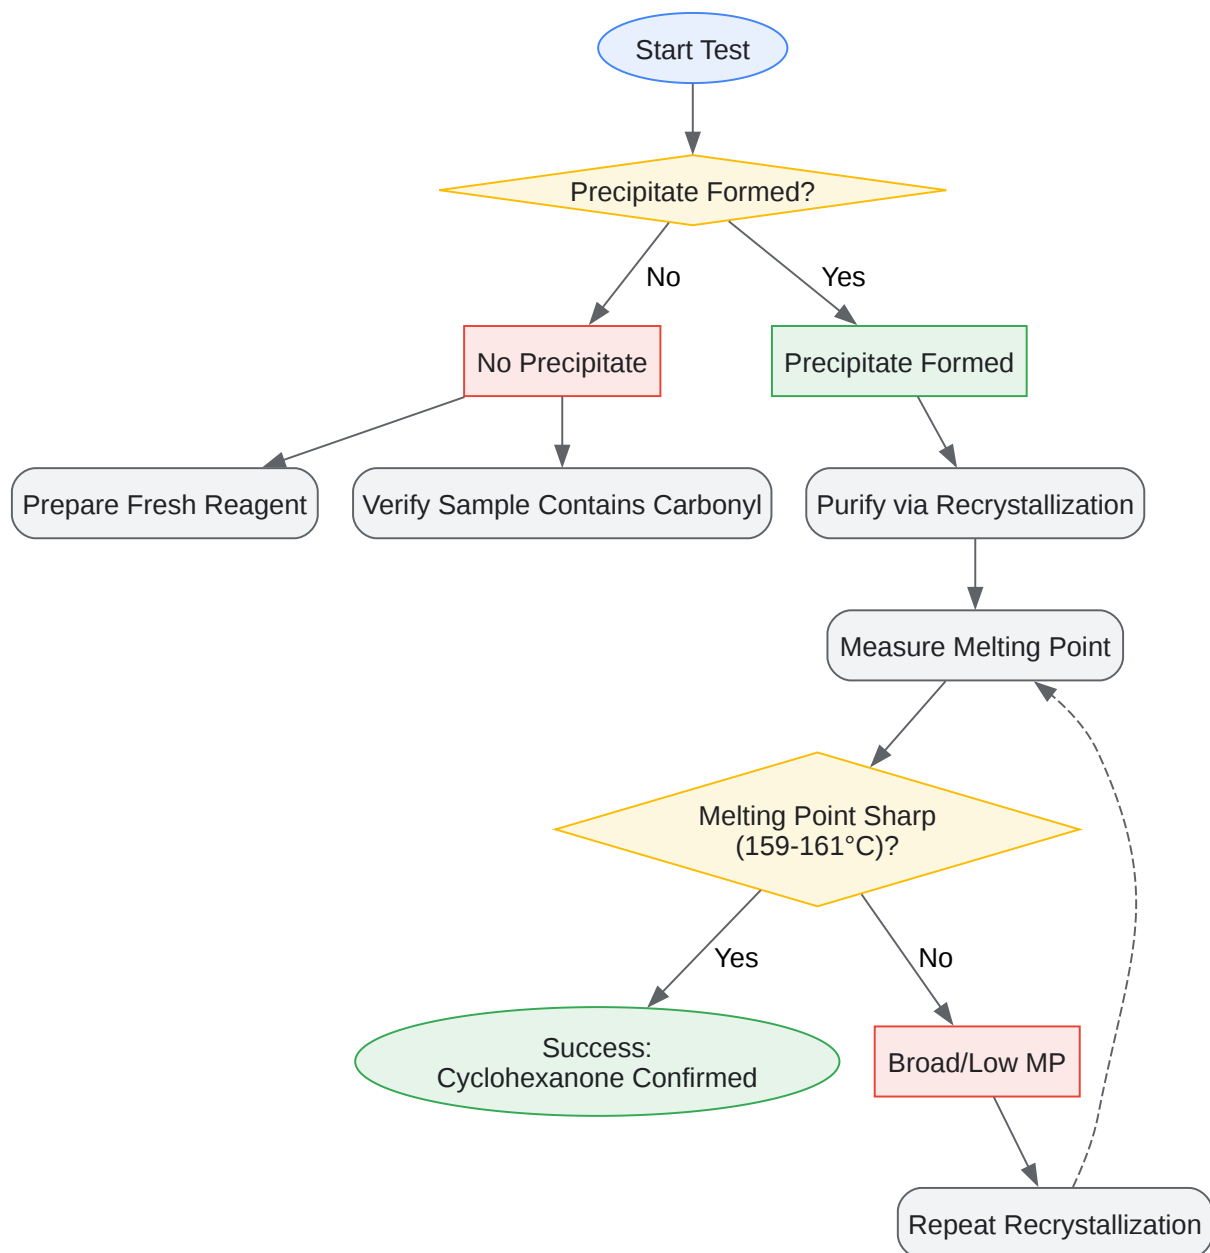 Start Test
Precipitate Formed?
No
Yes
No Precipitate
Precipitate Formed
Prepare Fresh Reagent
Verify Sample Contains Carbonyl
Purify via Recrystallization
Measure Melting Point
Melting Point Sharp
(159-161°C)?
Yes
No
Success:
Cyclohexanone Confirmed
Broad/Low MP
Repeat Recrystallization